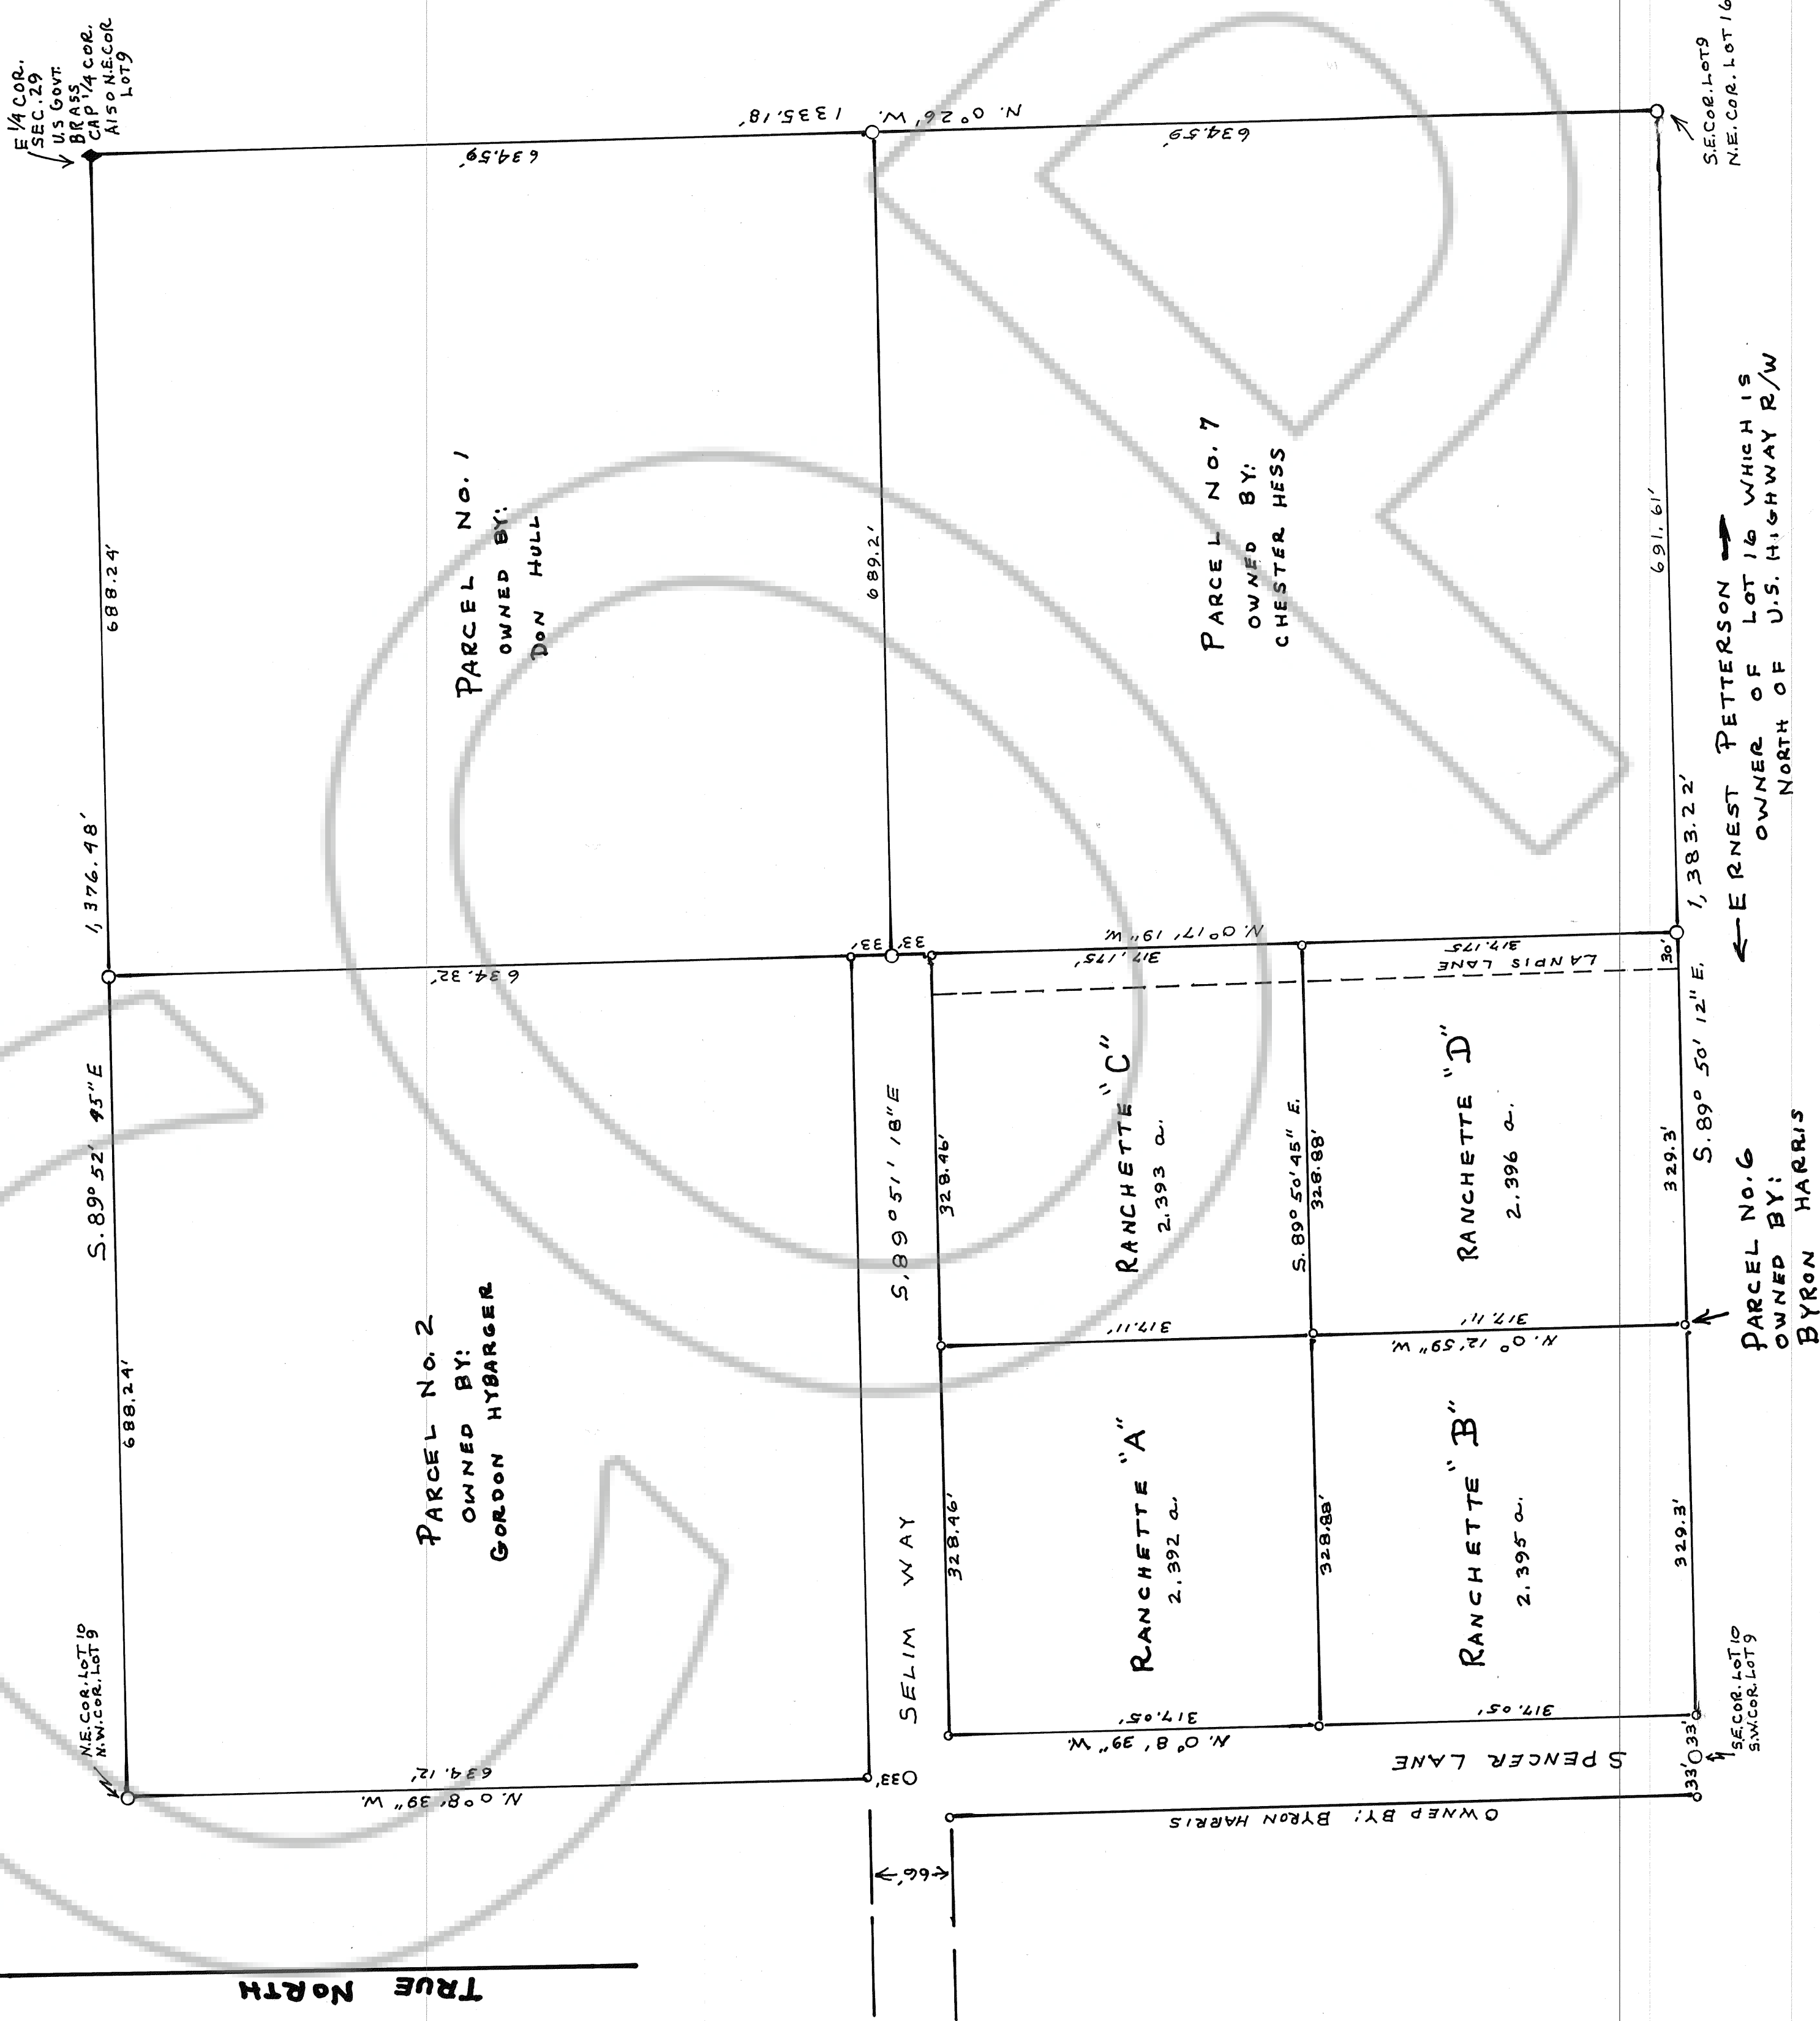 E 1/4 COR.
SEC. 29
U.S GOVT.
BRASS
CAP 1/4 COR.
AlSO N.E.COR
LOT 9
1,376.48'
S. 89° 52' 45" E
688.24'
688.24'
N.E. COR. LOT 10
N.W. COR. LOT 9
634.59'
N. 0° 26' W. 1335.18'
634.59'
S.E. COR. LOT 9
N.E. COR. LOT 16
PARCEL No. 1
OWNED BY:
DON HULL
634.32'
PARCEL No. 2
OWNED BY:
GORDON HYBARGER
N. 0° 8' 39" W.
634.12'
689.2'
33'
33'
PARCEL No. 7
OWNED BY:
CHESTER HESS
691.61'
SELIM WAY
S. 89° 51' 18" E
033'
66'
328.46'
328.46'
N. 0° 17' 19" W.
317.175'
317.175
LANDIS LANE
30'
RANCHETTE "C"
2.393 a.
RANCHETTE "A"
2.392 a.
317.11'
317.11'
N. 0° 12' 59" W.
S. 89° 50' 45" E.
328.88'
328.88'
RANCHETTE "D"
2.396 a.
RANCHETTE "B"
2.395 a.
N. 0° 8' 39" W.
317.05'
317.05'
SPENCER LANE
OWNED BY: BYRON HARRIS
329.3'
329.3'
33' 33'
S.E. COR. LOT 10
S.W. COR. LOT 9
1,383.22'
S. 89° 50' 12" E.
ERNEST PETTERSON
OWNER OF LOT 16 WHICH IS
NORTH OF U.S. HIGHWAY R/W
PARCEL No. 6
OWNED BY:
BYRON HARRIS
TRUE NORTH